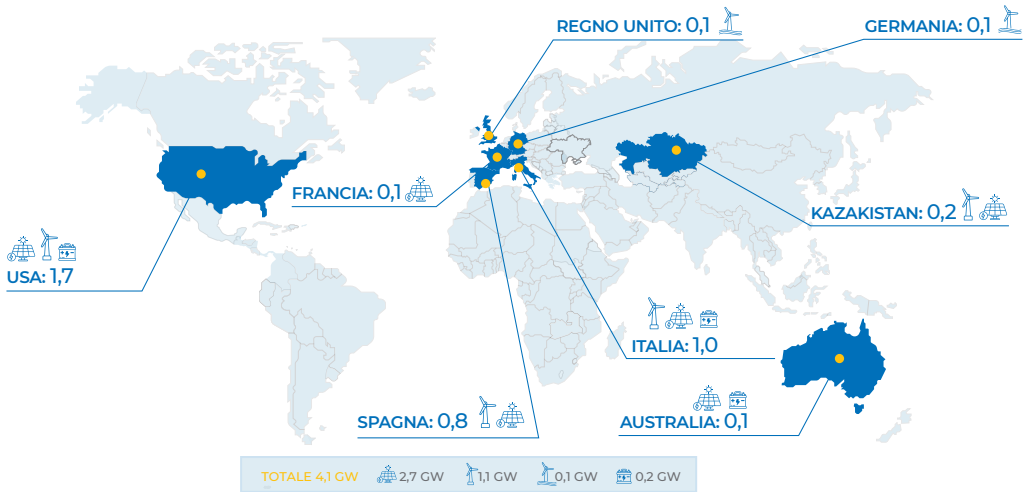 REGNO UNITO: 0,1
GERMANIA: 0,1
FRANCIA: 0,1
KAZAKISTAN: 0,2
USA: 1,7
ITALIA: 1,0
SPAGNA: 0,8
AUSTRALIA: 0,1
TOTALE 4,1 GW 2,7 GW 1,1 GW 0,1 GW 0,2 GW